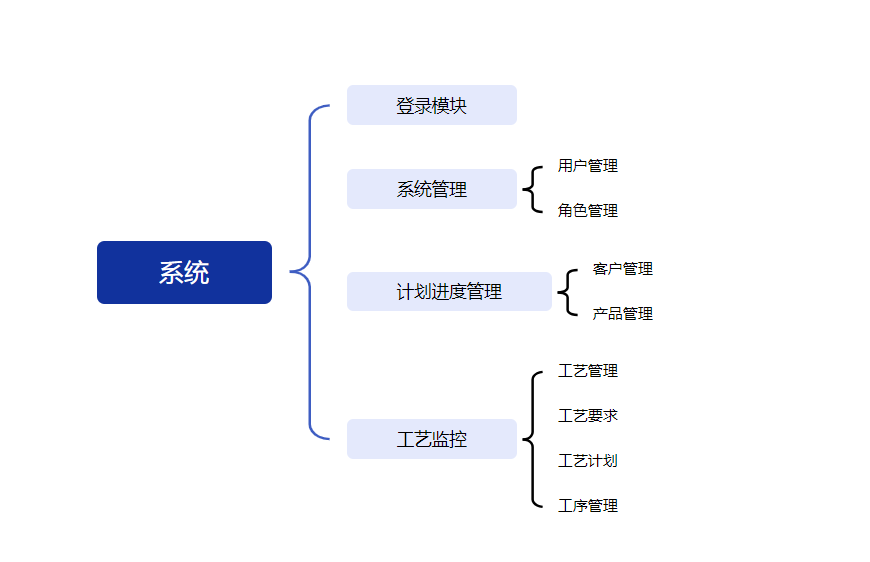 系统
登录模块
系统管理
用户管理
角色管理
计划进度管理
客户管理
产品管理
工艺监控
工艺管理
工艺要求
工艺计划
工序管理